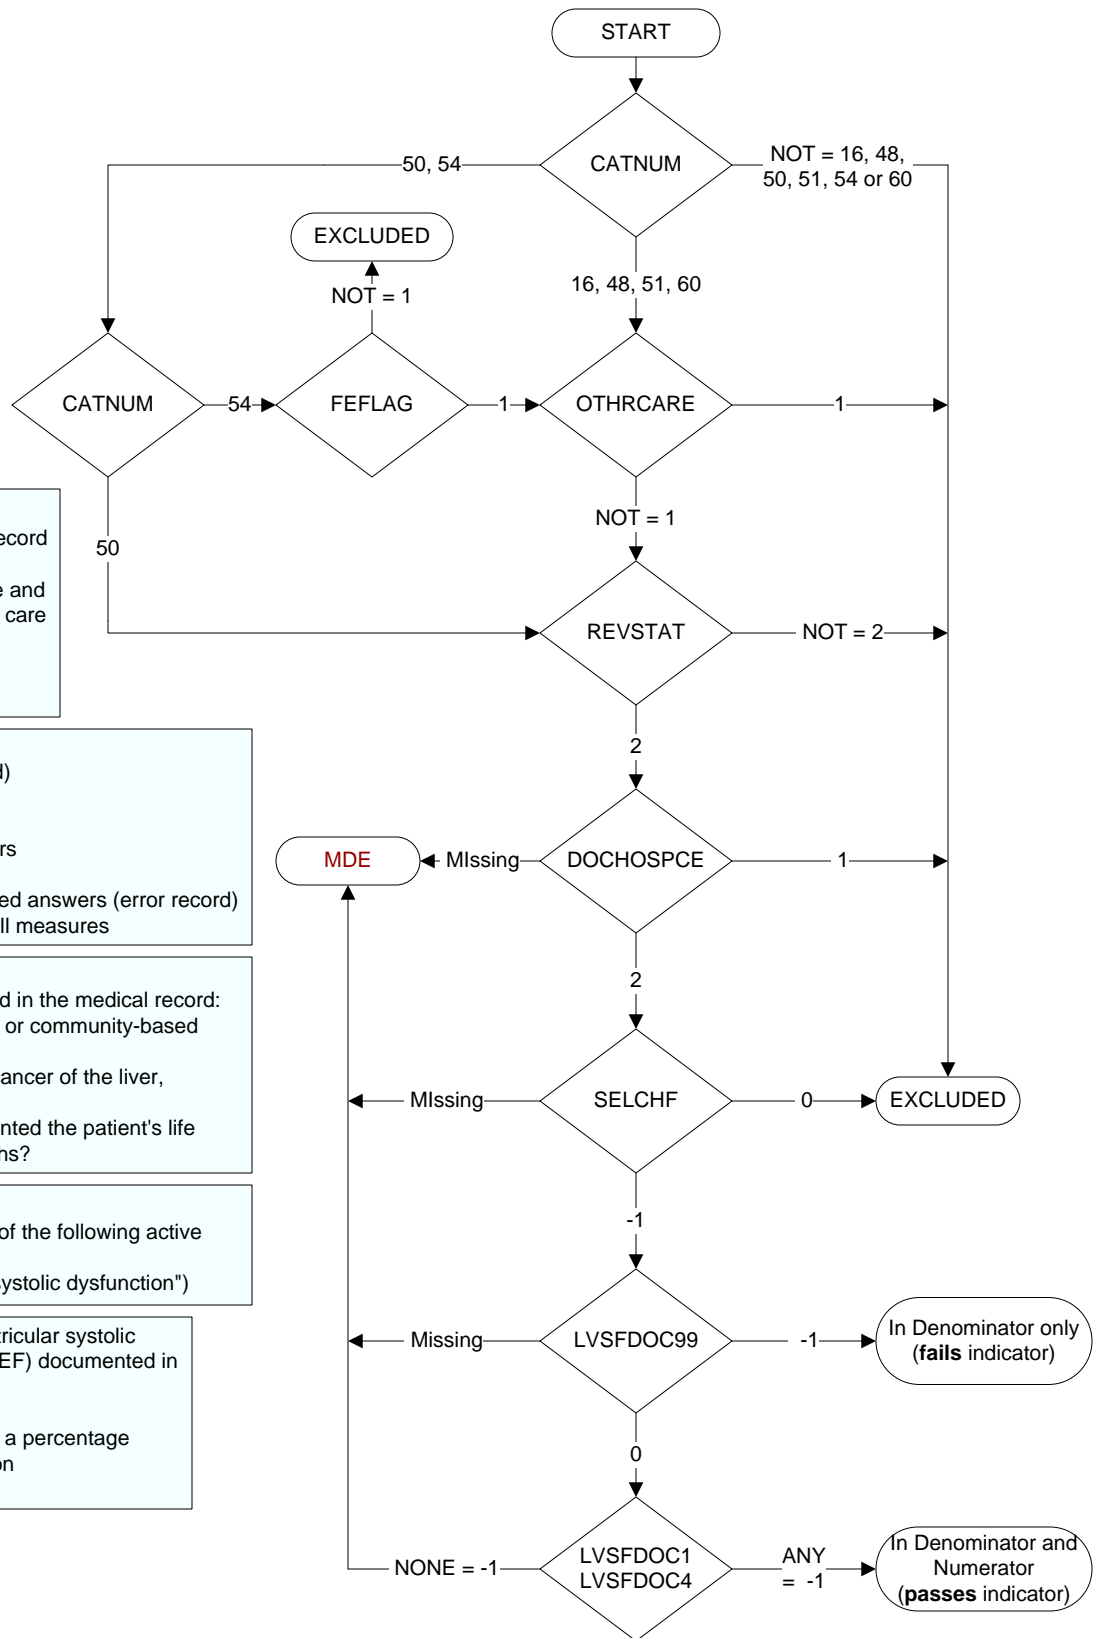 START
CATNUM
50, 54
NOT = 16, 48,
50, 51, 54 or 60
EXCLUDED
NOT = 1
16, 48, 51, 60
CATNUM
54
FEFLAG
1
OTHRCARE
1
NOT = 1
50
REVSTAT
NOT = 2
2
MDE
MIssing
DOCHOSPCE
1
2
MIssing
SELCHF
0
EXCLUDED
-1
Missing
LVSFDOC99
-1
In Denominator only
(fails indicator)
0
NONE = -1
LVSFDOC1
LVSFDOC4
ANY
= -1
In Denominator and
Numerator
(passes indicator)
ecord
e and
care
)
rs
ed answers (error record)
ll measures
d in the medical record:
or community-based
ancer of the liver,
nted the patient's life
hs?
of the following active
systolic dysfunction")
tricular systolic
EF) documented in
a percentage
on